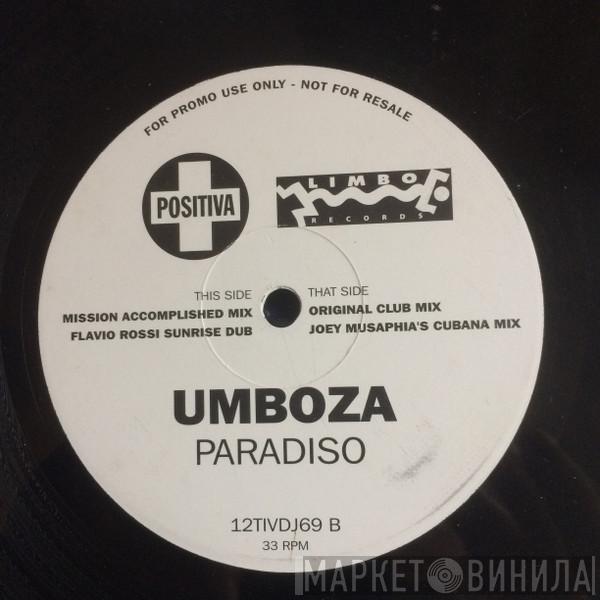 FOR PROMO USE ONLY - NOT FOR RESALE
POSITIVA
LIMBO
RECORDS
THIS SIDE
MISSION ACCOMPLISHED MIX
FLAVIO ROSSI SUNRISE DUB
THAT SIDE
ORIGINAL CLUB MIX
JOEY MUSAPHIA'S CUBANA MIX
UMBOZA
PARADISO
12TIVDJ69 B
33 RPM
МАРКЕТ ВИНИЛА